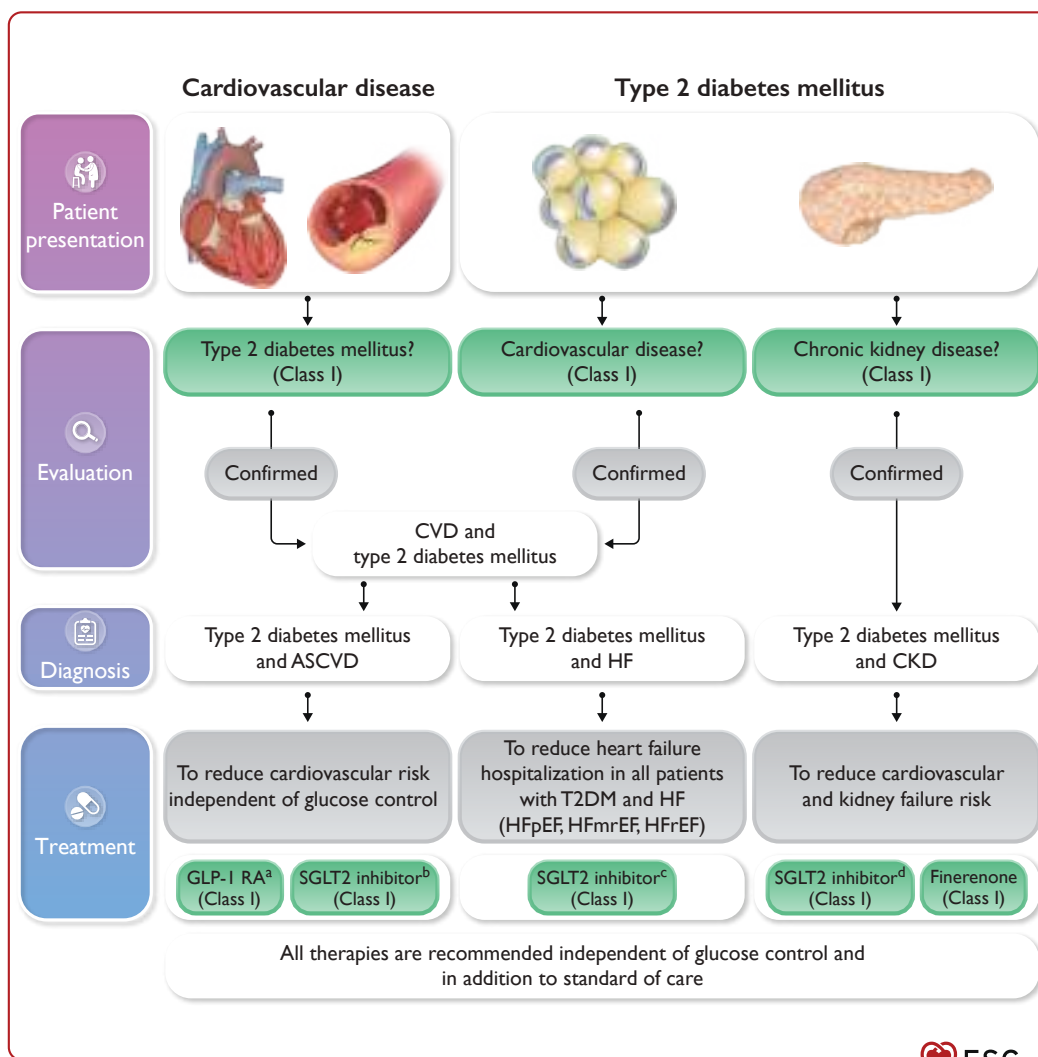 Cardiovascular disease
Type 2 diabetes mellitus
Patient
presentation
Type 2 diabetes mellitus?
(Class I)
Cardiovascular disease?
(Class I)
Chronic kidney disease?
(Class I)
Evaluation
Confirmed
Confirmed
Confirmed
CVD and
type 2 diabetes mellitus
Diagnosis
Type 2 diabetes mellitus
and ASCVD
Type 2 diabetes mellitus
and HF
Type 2 diabetes mellitus
and CKD
Treatment
To reduce cardiovascular risk
independent of glucose control
To reduce heart failure
hospitalization in all patients
with T2DM and HF
(HFpEF, HFmrEF, HFrEF)
To reduce cardiovascular
and kidney failure risk
GLP-1 RAᵃ
(Class I)
SGLT2 inhibitorᵇ
(Class I)
SGLT2 inhibitorᶜ
(Class I)
SGLT2 inhibitorᵈ
(Class I)
Finerenone
(Class I)
All therapies are recommended independent of glucose control and
in addition to standard of care
ESC